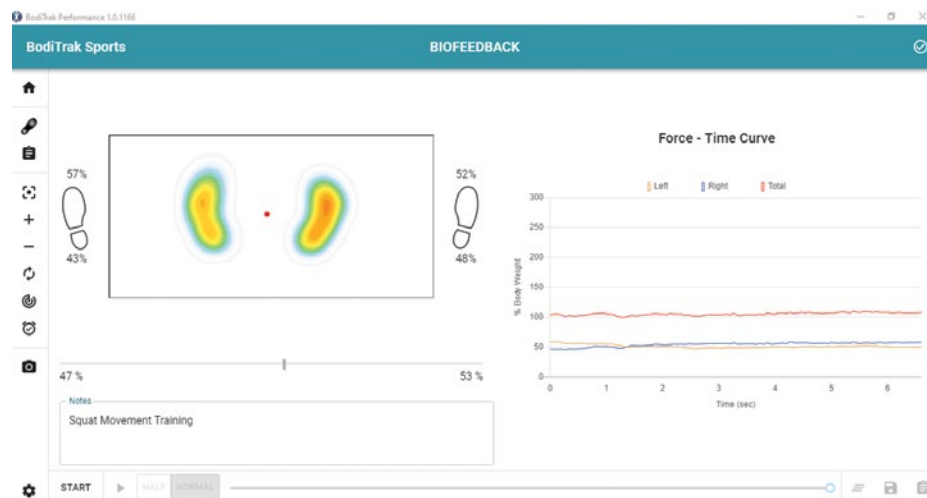 BodiTrak Performance 1.0.1166
BodiTrak Sports
BIOFEEDBACK
57%
43%
52%
48%
47 %
53 %
Notes
Squat Movement Training
Force - Time Curve
Left
Right
Total
% Body Weight
300
250
200
150
100
50
0
0 1 2 3 4 5 6
Time (sec)
START
HALF
NORMAL